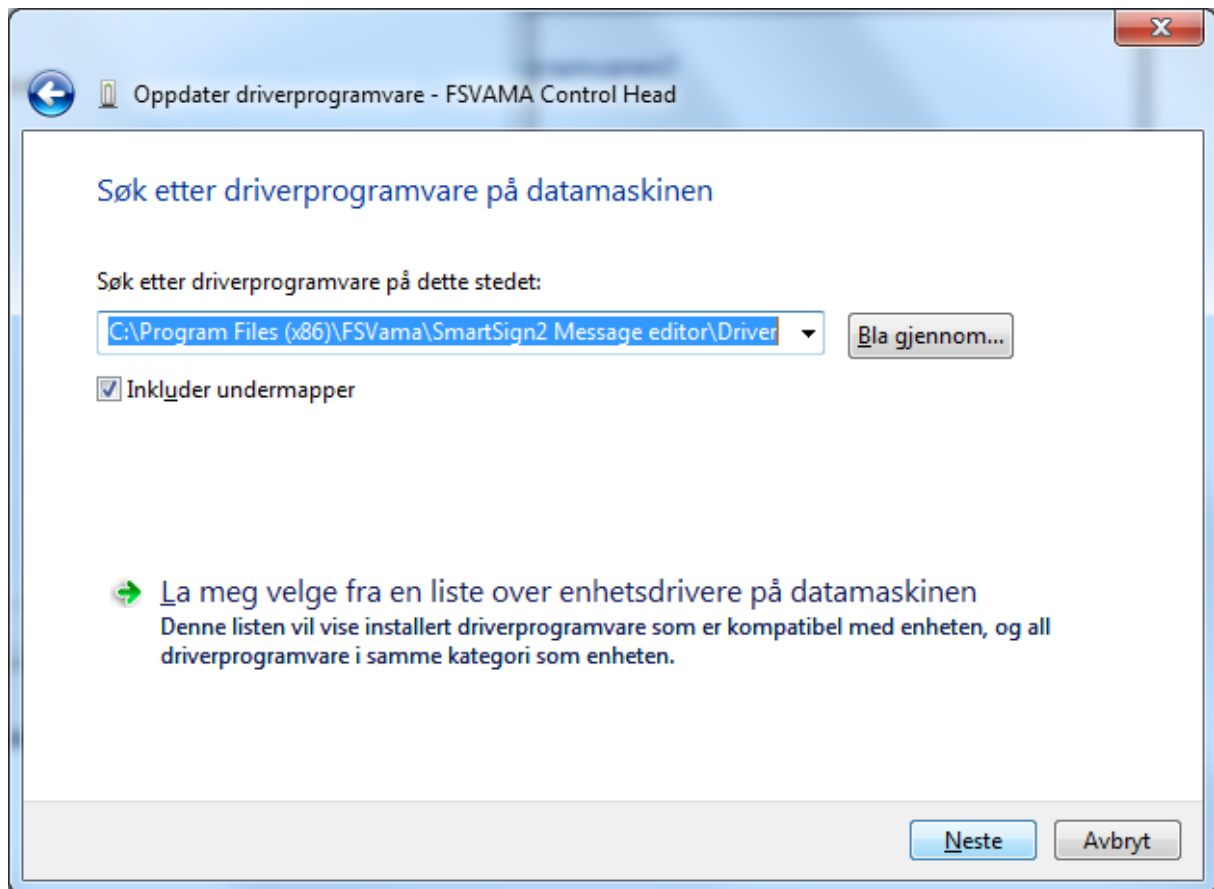 Oppdater driverprogramvare - FSVAMA Control Head
Søk etter driverprogramvare på datamaskinen
Søk etter driverprogramvare på dette stedet:
C:\Program Files (x86)\FSVama\SmartSign2 Message editor\Driver
Bla gjennom...
Inkluder undermapper
La meg velge fra en liste over enhetsdrivere på datamaskinen
Denne listen vil vise installert driverprogramvare som er kompatibel med enheten, og all
driverprogramvare i samme kategori som enheten.
Neste
Avbryt